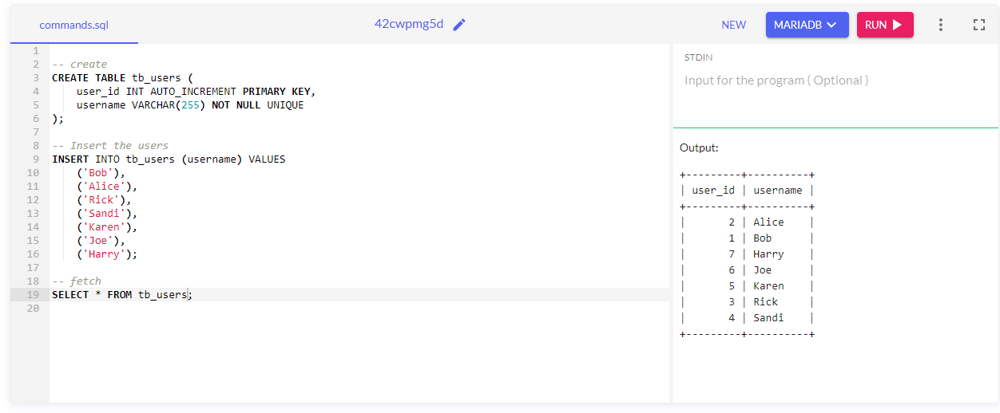 commands.sql
42cwpmg5d
NEW
MARIADB
RUN
1
2 -- create
3 CREATE TABLE tb_users (
4     user_id INT AUTO_INCREMENT PRIMARY KEY,
5     username VARCHAR(255) NOT NULL UNIQUE
6 );
7
8 -- Insert the users
9 INSERT INTO tb_users (username) VALUES
10     ('Bob'),
11     ('Alice'),
12     ('Rick'),
13     ('Sandi'),
14     ('Karen'),
15     ('Joe'),
16     ('Harry');
17
18 -- fetch
19 SELECT * FROM tb_users;
20
STDIN
Input for the program ( Optional )
Output:
+---------+----------+
| user_id | username |
+---------+----------+
|       2 | Alice    |
|       1 | Bob      |
|       7 | Harry    |
|       6 | Joe      |
|       5 | Karen    |
|       3 | Rick     |
|       4 | Sandi    |
+---------+----------+